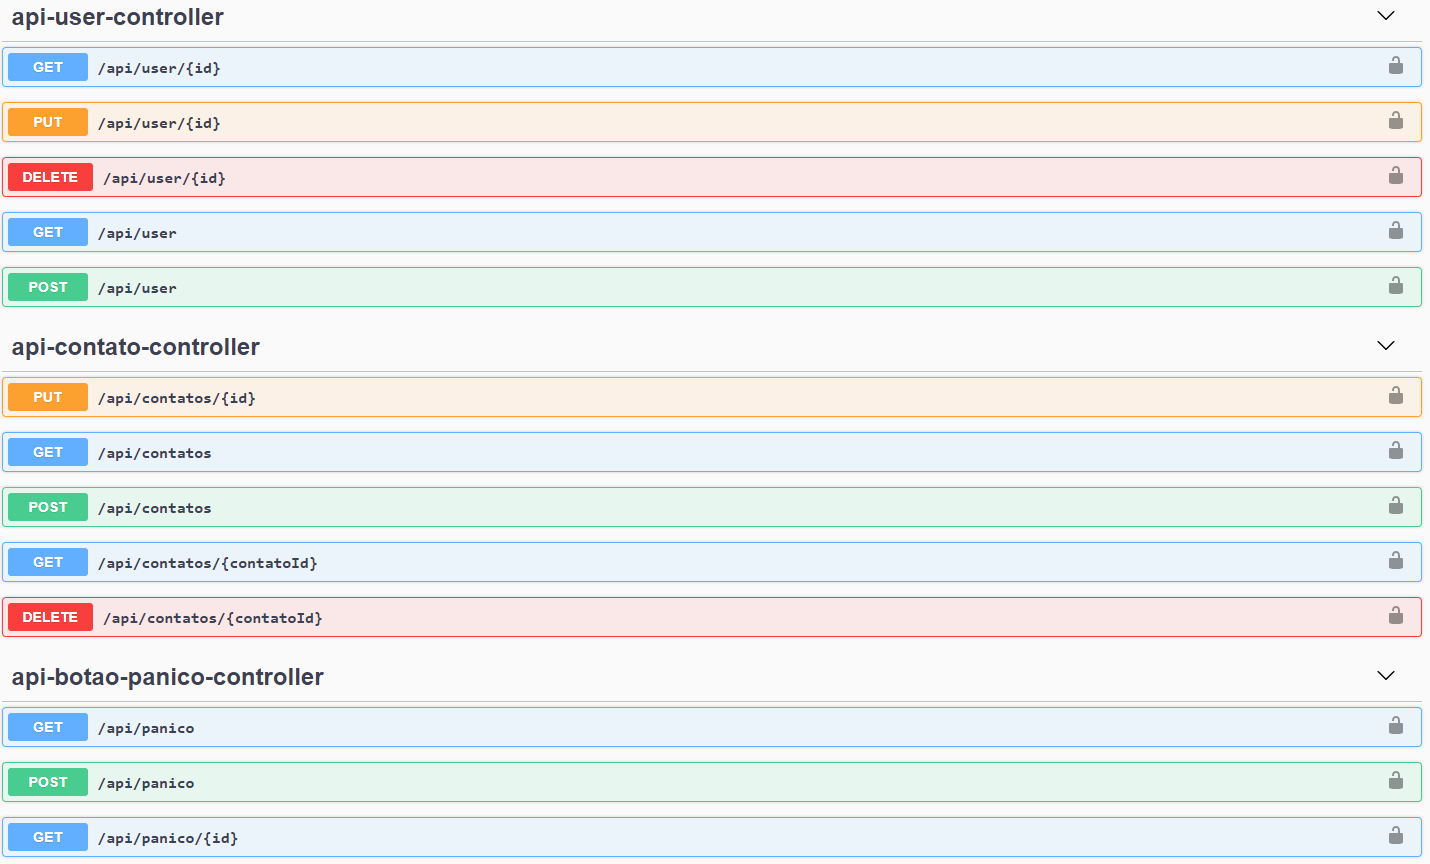 api-user-controller
GET /api/user/{id}
PUT /api/user/{id}
DELETE /api/user/{id}
GET /api/user
POST /api/user
api-contato-controller
PUT /api/contatos/{id}
GET /api/contatos
POST /api/contatos
GET /api/contatos/{contatoId}
DELETE /api/contatos/{contatoId}
api-botao-panico-controller
GET /api/panico
POST /api/panico
GET /api/panico/{id}